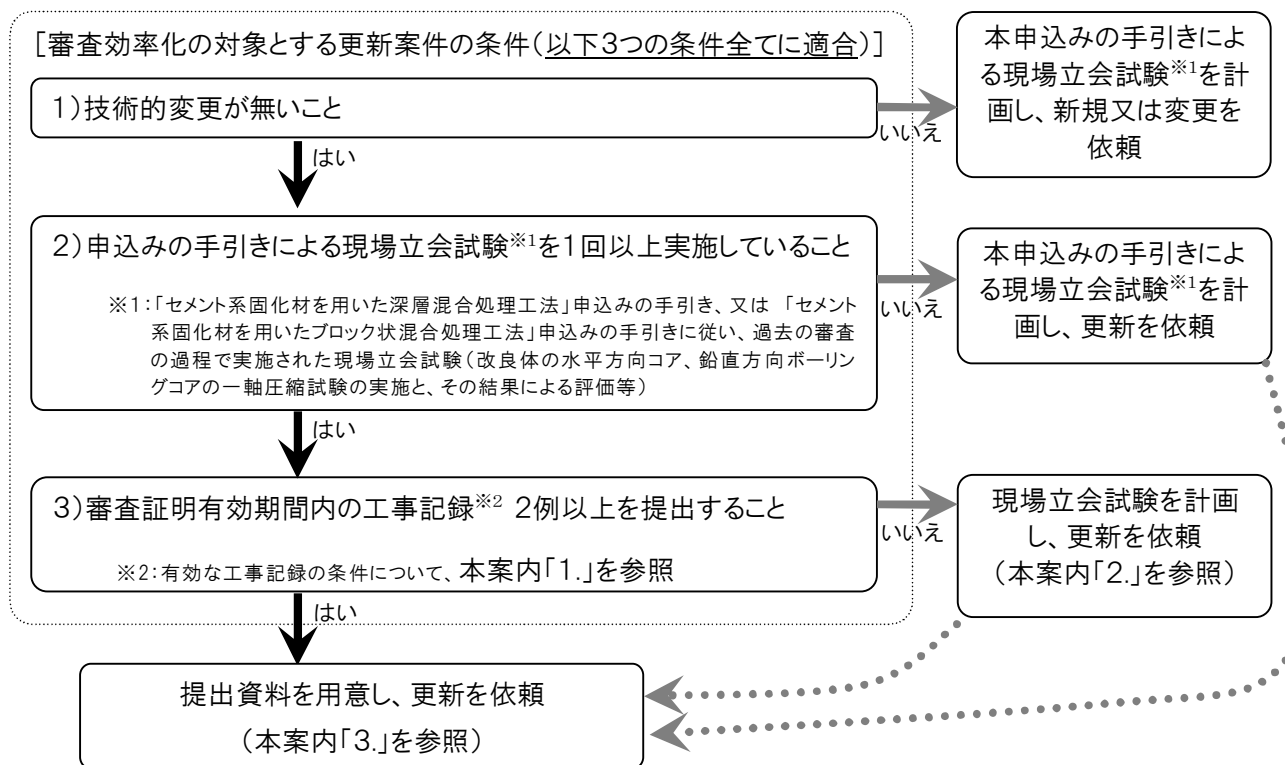 [審査効率化の対象とする更新案件の条件(以下3つの条件全てに適合)]
1)技術的変更が無いこと
いいえ
本申込みの手引きによ
る現場立会試験※1を計
画し、新規又は変更を
依頼
はい
2)申込みの手引きによる現場立会試験※1を1回以上実施していること
※1:「セメント系固化材を用いた深層混合処理工法」申込みの手引き、又は 「セメント
系固化材を用いたブロック状混合処理工法」申込みの手引きに従い、過去の審査
の過程で実施された現場立会試験(改良体の水平方向コア、鉛直方向ボーリン
グコアの一軸圧縮試験の実施と、その結果による評価等)
いいえ
本申込みの手引きによ
る現場立会試験※1を計
画し、更新を依頼
はい
3)審査証明有効期間内の工事記録※2 2例以上を提出すること
※2:有効な工事記録の条件について、本案内「1.」を参照
いいえ
現場立会試験を計画
し、更新を依頼
(本案内「2.」を参照)
はい
提出資料を用意し、更新を依頼
(本案内「3.」を参照)